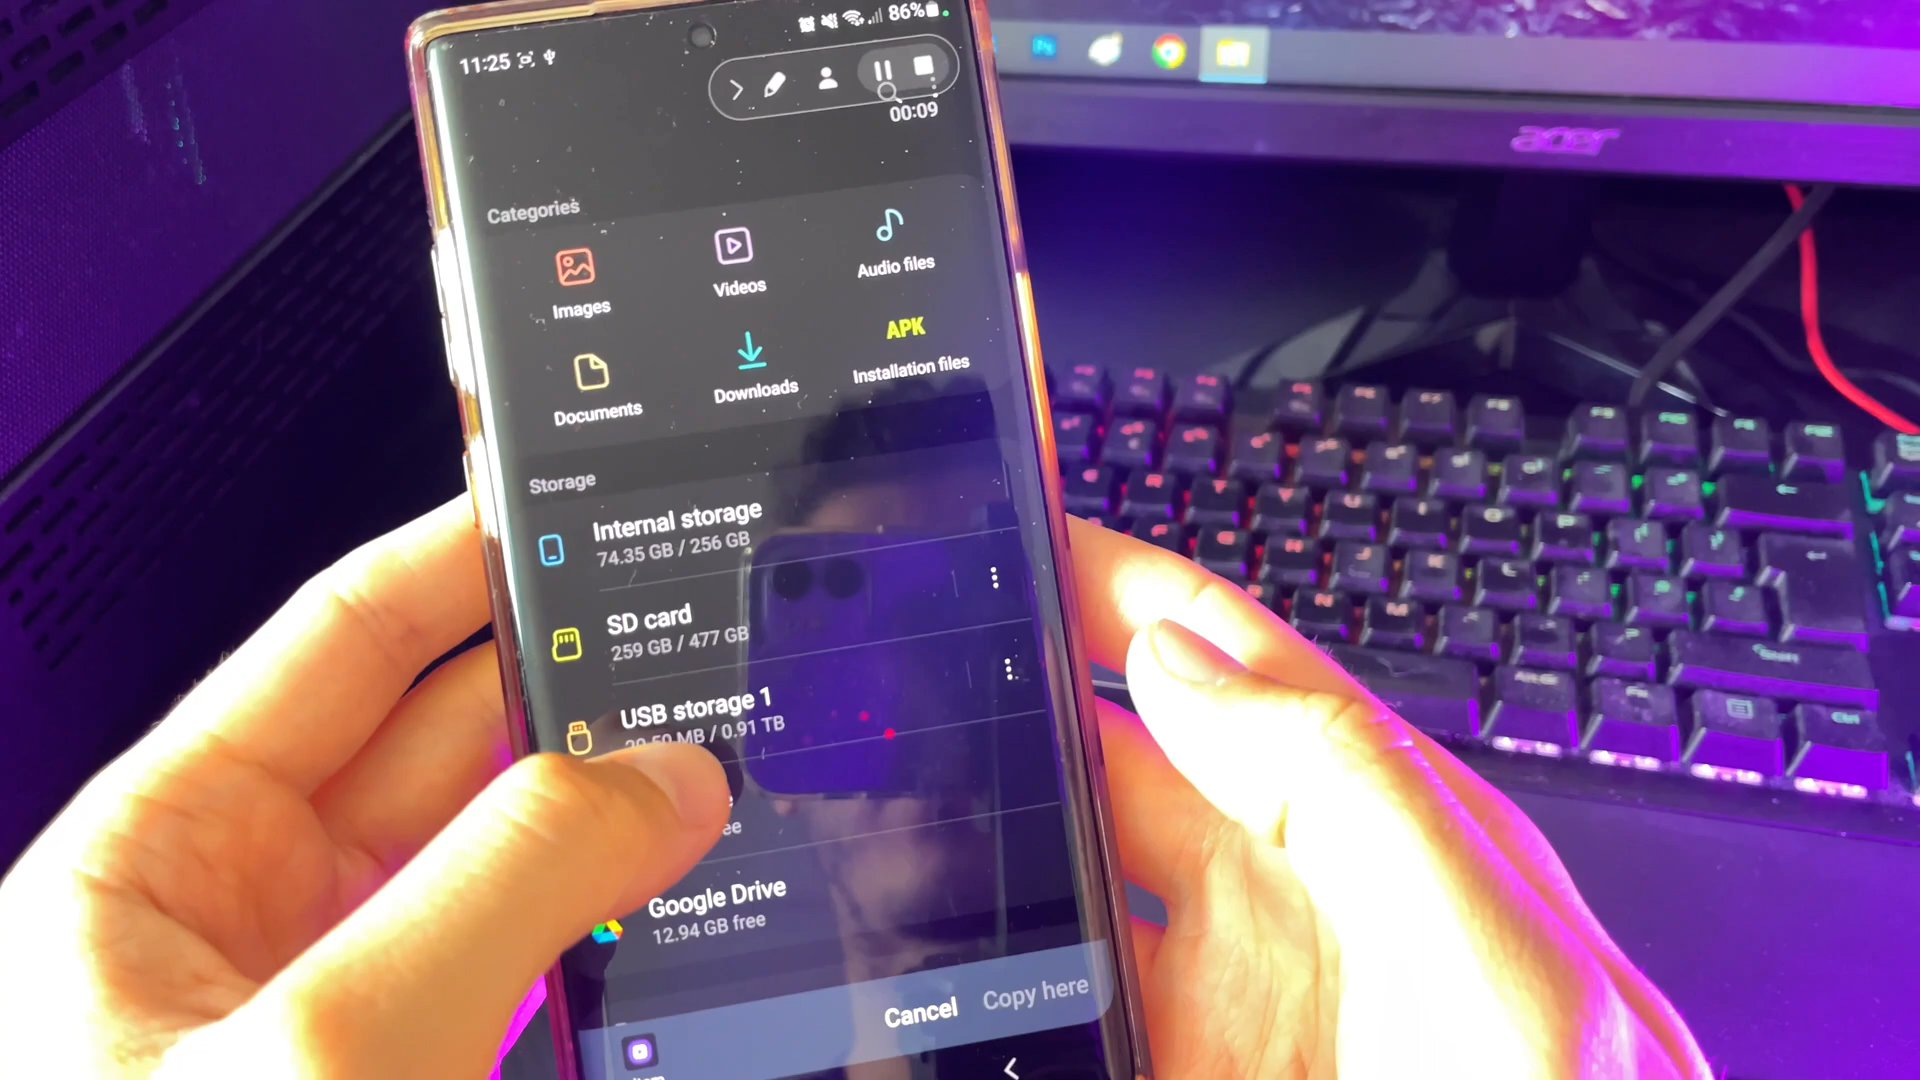 11:25
86%
00:09
Categories
Images
Videos
Audio files
Documents
Downloads
APK
Installation files
Storage
Internal storage
74.35 GB / 256 GB
SD card
259 GB / 477 GB
USB storage 1
MB / 0.91 TB
Google Drive
12.94 GB free
Cancel
Copy here
acer